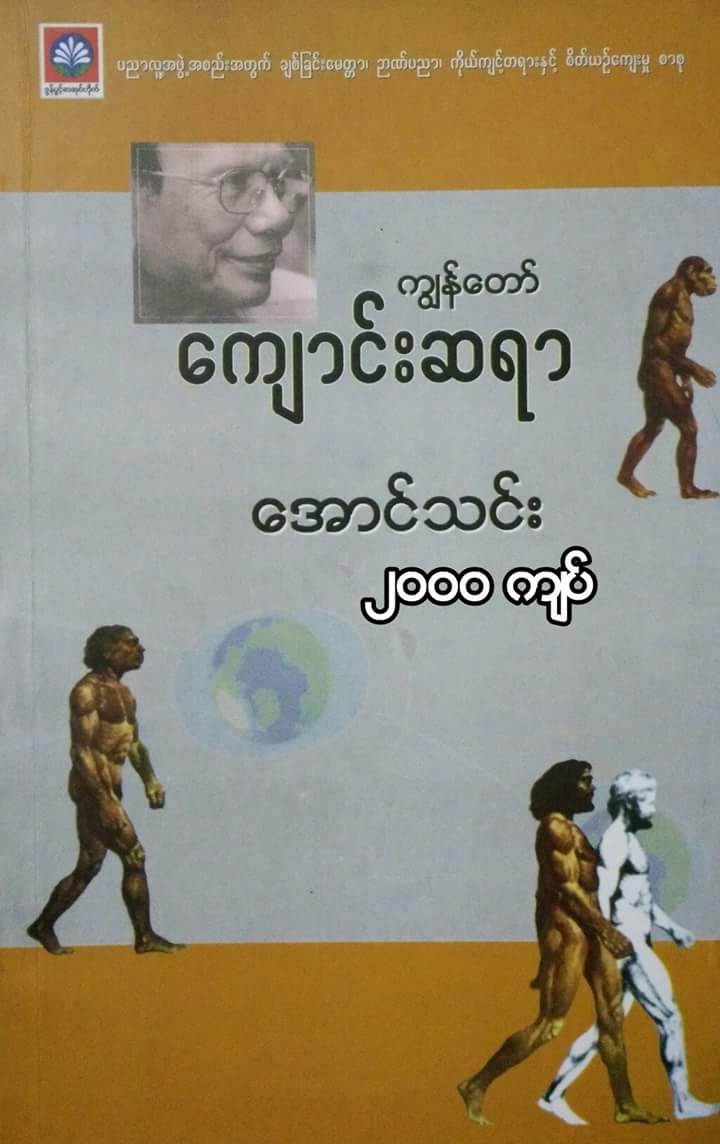 ပညာလူ့အဖွဲ့အစည်းအတွက် ချစ်ခြင်းမေတ္တာ၊ ဉာဏ်ပညာ၊ ကိုယ်ကျင့်တရားနှင့် စိတ်ယဉ်ကျေးမှု စာစု
ကျွန်တော်
ကျောင်းဆရာ
အောင်သင်း
၂၀၀၀ ကျပ်